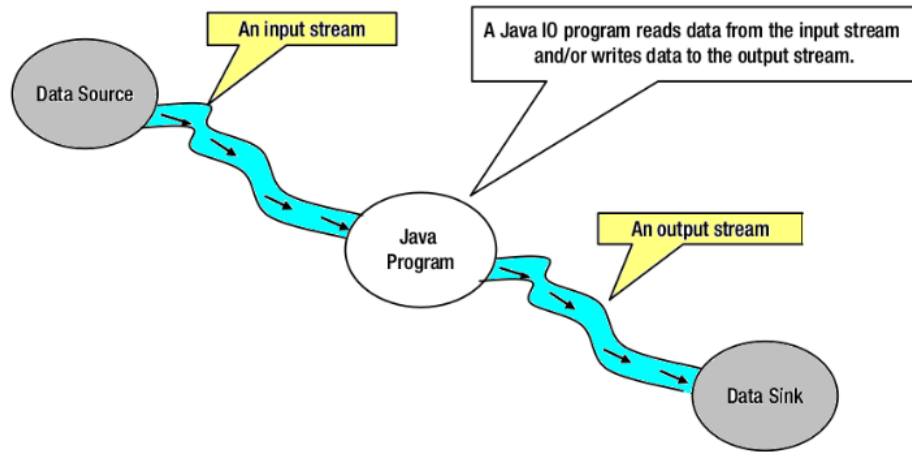 An input stream
A Java IO program reads data from the input stream
and/or writes data to the output stream.
Data Source
Java
Program
An output stream
Data Sink